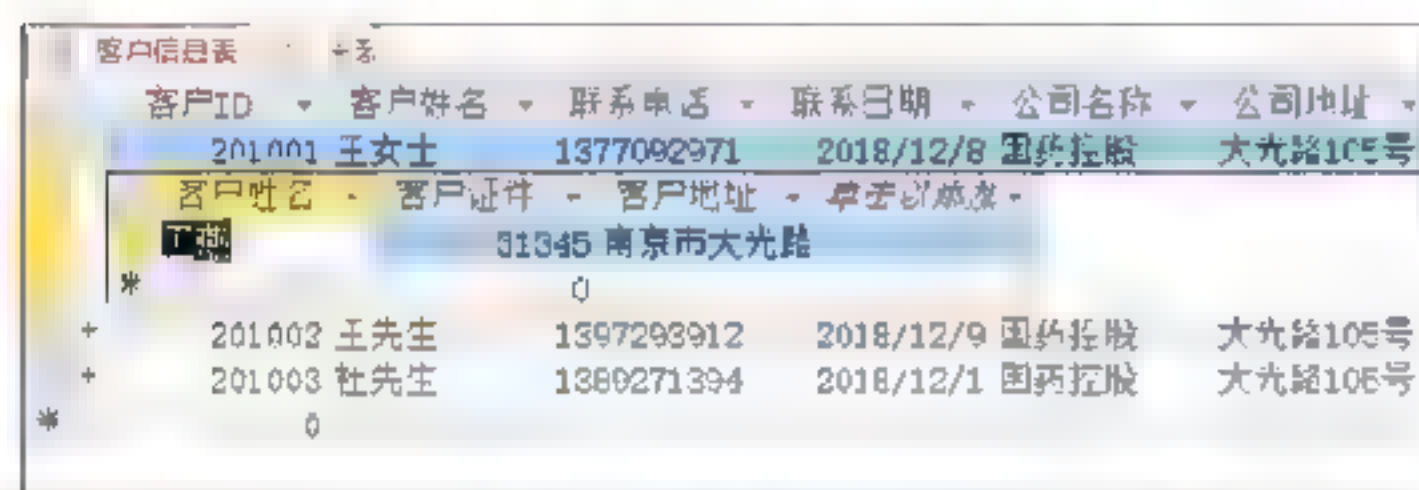 客户信息表
客户ID 客户姓名 联系电话 联系日期 公司名称 公司地址
201001 王女士 1377092971 2018/12/8 国药控股 大光路105号
客户姓名 客户证件 客户地址 单击以添加
31345 南京市大光路
* 0
+ 201002 王先生 1397293912 2018/12/9 国药控股 大光路105号
+ 201003 杜先生 1380271394 2018/12/1 国药控股 大光路105号
* 0